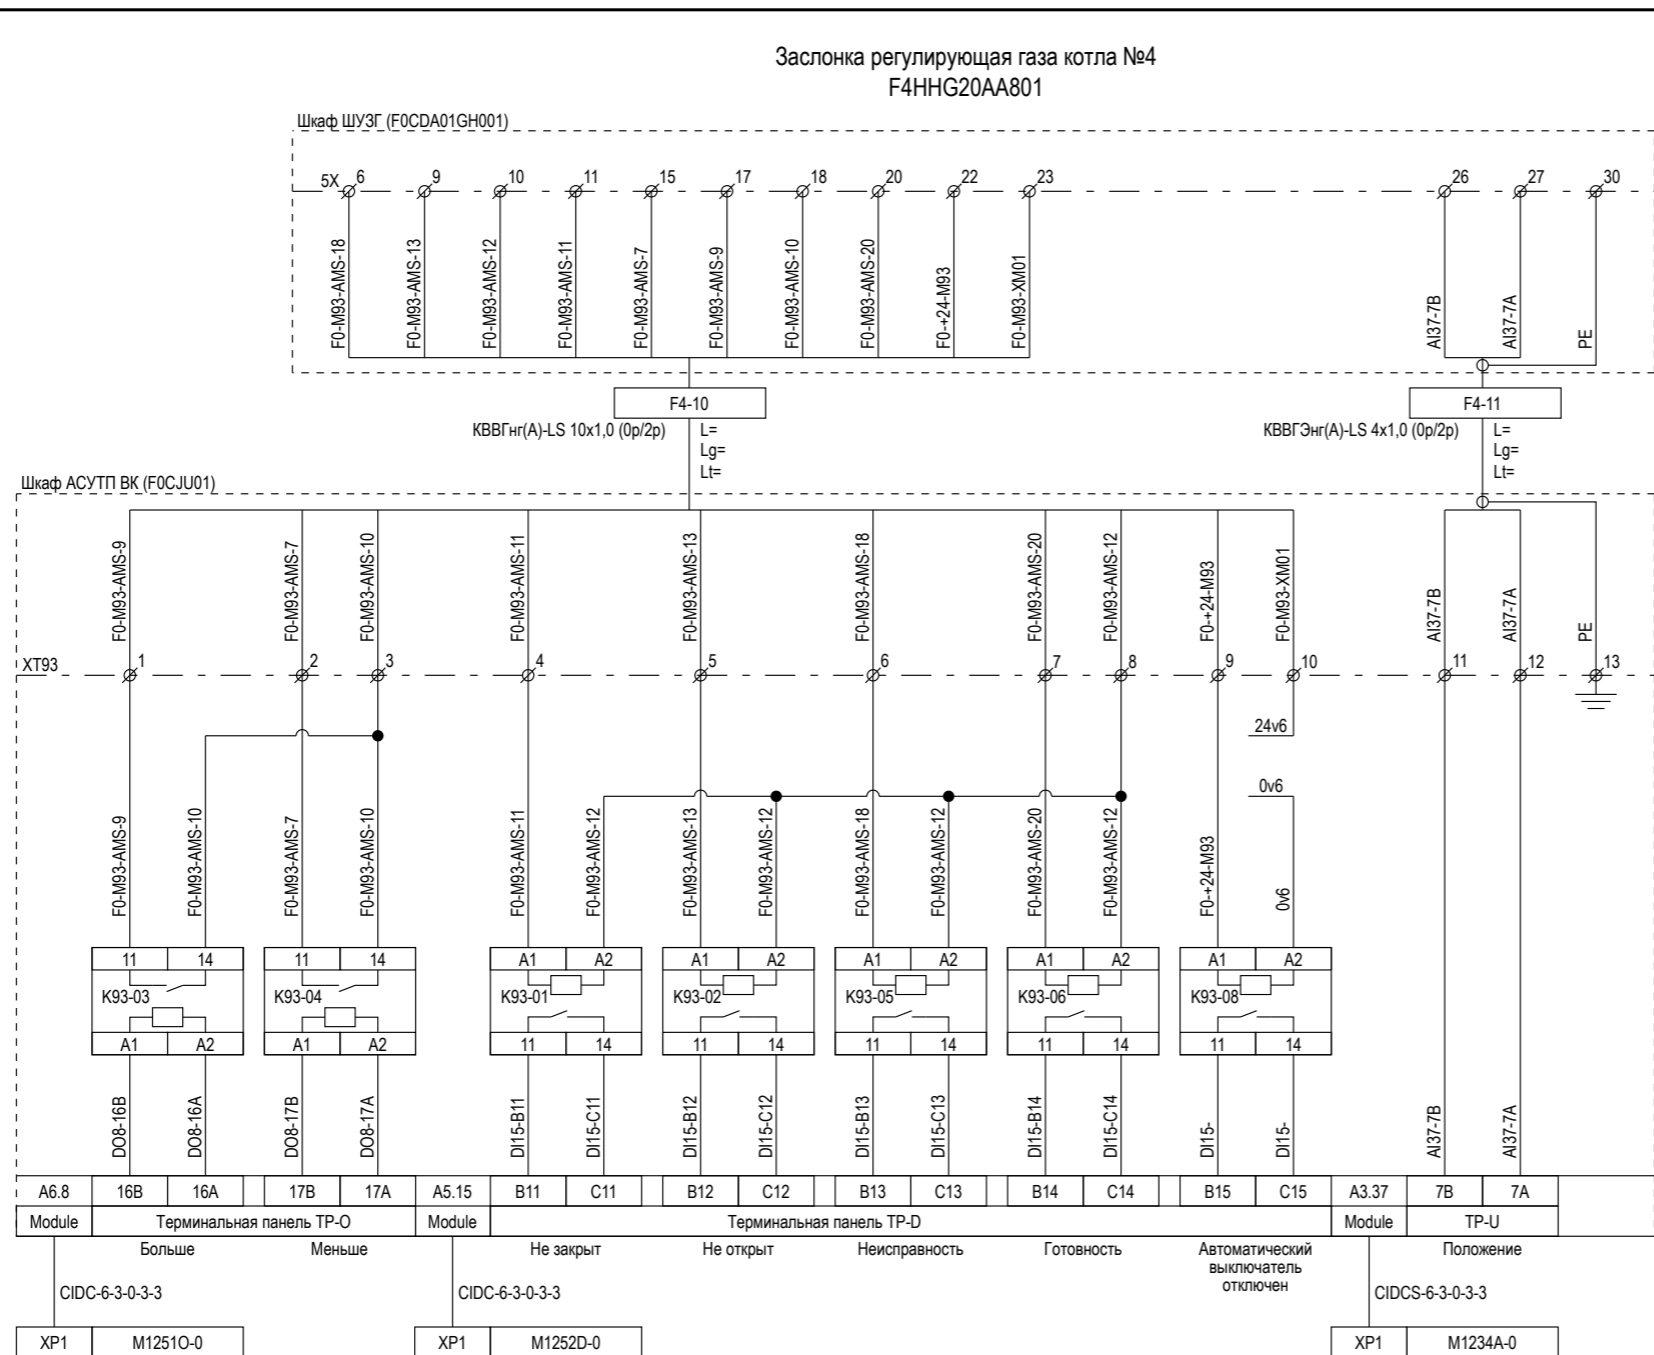 Заслонка регулирующая газа котла №4
F4HHG20AA801
Шкаф ШУЗГ (F0CDA01GH001)
5X 6 9 10 11 15 17 18 20 22 23 26 27 30
F0-M93-AMS-18 F0-M93-AMS-13 F0-M93-AMS-12 F0-M93-AMS-11 F0-M93-AMS-7 F0-M93-AMS-9 F0-M93-AMS-10 F0-M93-AMS-20 F0-+24-M93 F0-M93-XM01 AI37-7B AI37-7A PE
F4-10 F4-11
КВВГнг(А)-LS 10x1,0 (0р/2р) L= КВВГЭнг(А)-LS 4x1,0 (0р/2р) L=
Lg= Lg=
Lt= Lt=
Шкаф АСУТП ВК (F0CJU01)
F0-M93-AMS-9 F0-M93-AMS-7 F0-M93-AMS-10 F0-M93-AMS-11 F0-M93-AMS-13 F0-M93-AMS-18 F0-M93-AMS-20 F0-M93-AMS-12 F0-+24-M93 F0-M93-XM01 AI37-7B AI37-7A PE
XT93 1 2 3 4 5 6 7 8 9 10 11 12 13
24v6
0v6
F0-M93-AMS-9 F0-M93-AMS-10 F0-M93-AMS-7 F0-M93-AMS-10 F0-M93-AMS-11 F0-M93-AMS-12 F0-M93-AMS-13 F0-M93-AMS-12 F0-M93-AMS-18 F0-M93-AMS-12 F0-M93-AMS-20 F0-M93-AMS-12 F0-+24-M93 0v6
11 14 11 14 A1 A2 A1 A2 A1 A2 A1 A2 A1 A2
K93-03 K93-04 K93-01 K93-02 K93-05 K93-06 K93-08
A1 A2 A1 A2 11 14 11 14 11 14 11 14 11 14
DO8-16B DO8-16A DO8-17B DO8-17A DI15-B11 DI15-C11 DI15-B12 DI15-C12 DI15-B13 DI15-C13 DI15-B14 DI15-C14 DI15- DI15- AI37-7B AI37-7A
A6.8 16B 16A 17B 17A A5.15 B11 C11 B12 C12 B13 C13 B14 C14 B15 C15 A3.37 7B 7A
Module Терминальная панель TP-O Module Терминальная панель TP-D Module TP-U
Больше Меньше Не закрыт Не открыт Неисправность Готовность Автоматический Положение
выключатель
отключен
CIDC-6-3-0-3-3 CIDC-6-3-0-3-3 CIDCS-6-3-0-3-3
XP1 M1251O-0 XP1 M1252D-0 XP1 M1234A-0